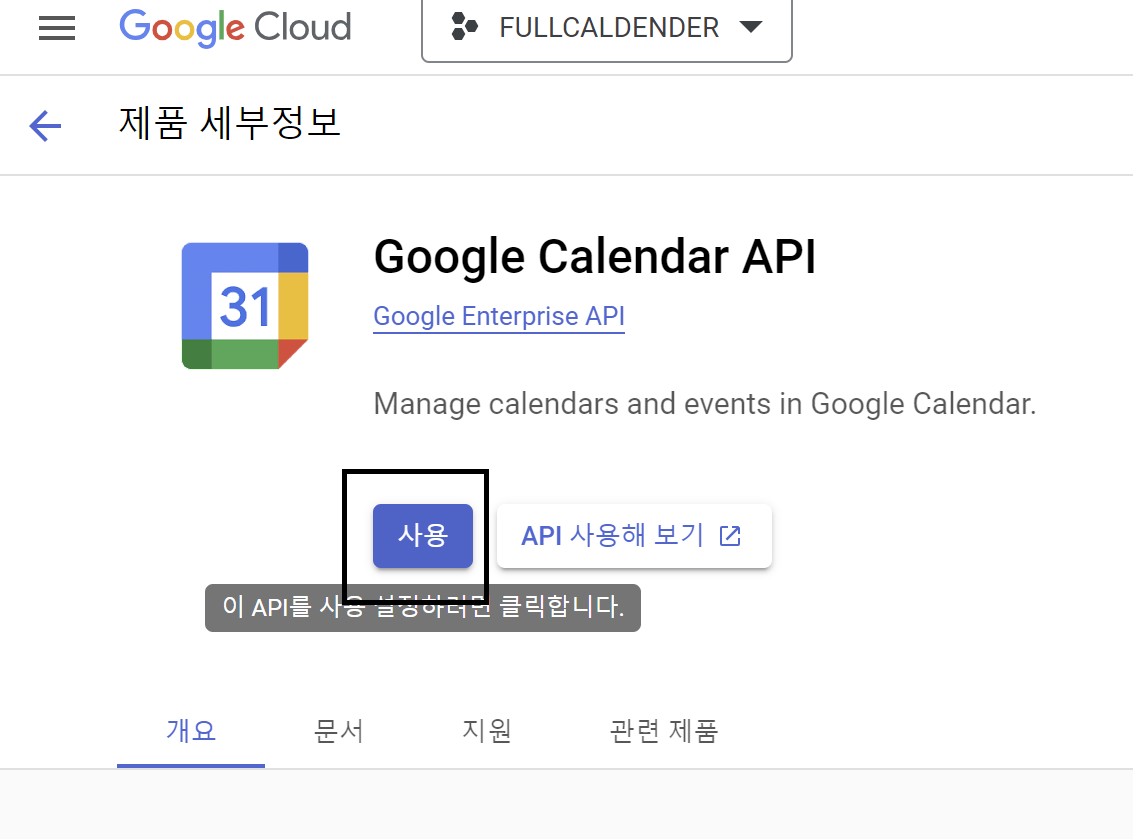 Google Cloud
FULLCALDENDER
제품 세부정보
31
Google Calendar API
Google Enterprise API
Manage calendars and events in Google Calendar.
사용
API 사용해 보기
이 API를 사용 설정하려면 클릭합니다.
개요
문서
지원
관련 제품